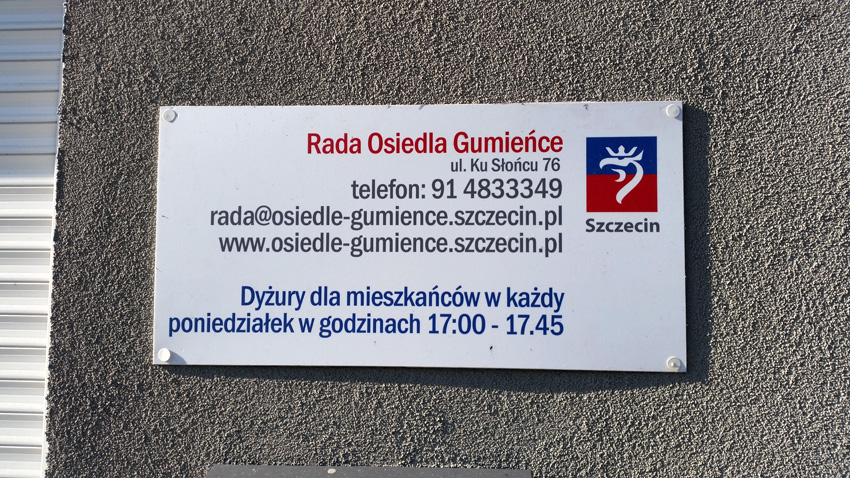 Rada Osiedla Gumieńce
ul. Ku Słońcu 76
telefon: 91 4833349
rada@osiedle-gumience.szczecin.pl
www.osiedle-gumience.szczecin.pl
Szczecin
Dyżury dla mieszkańców w każdy
poniedziałek w godzinach 17:00 - 17.45